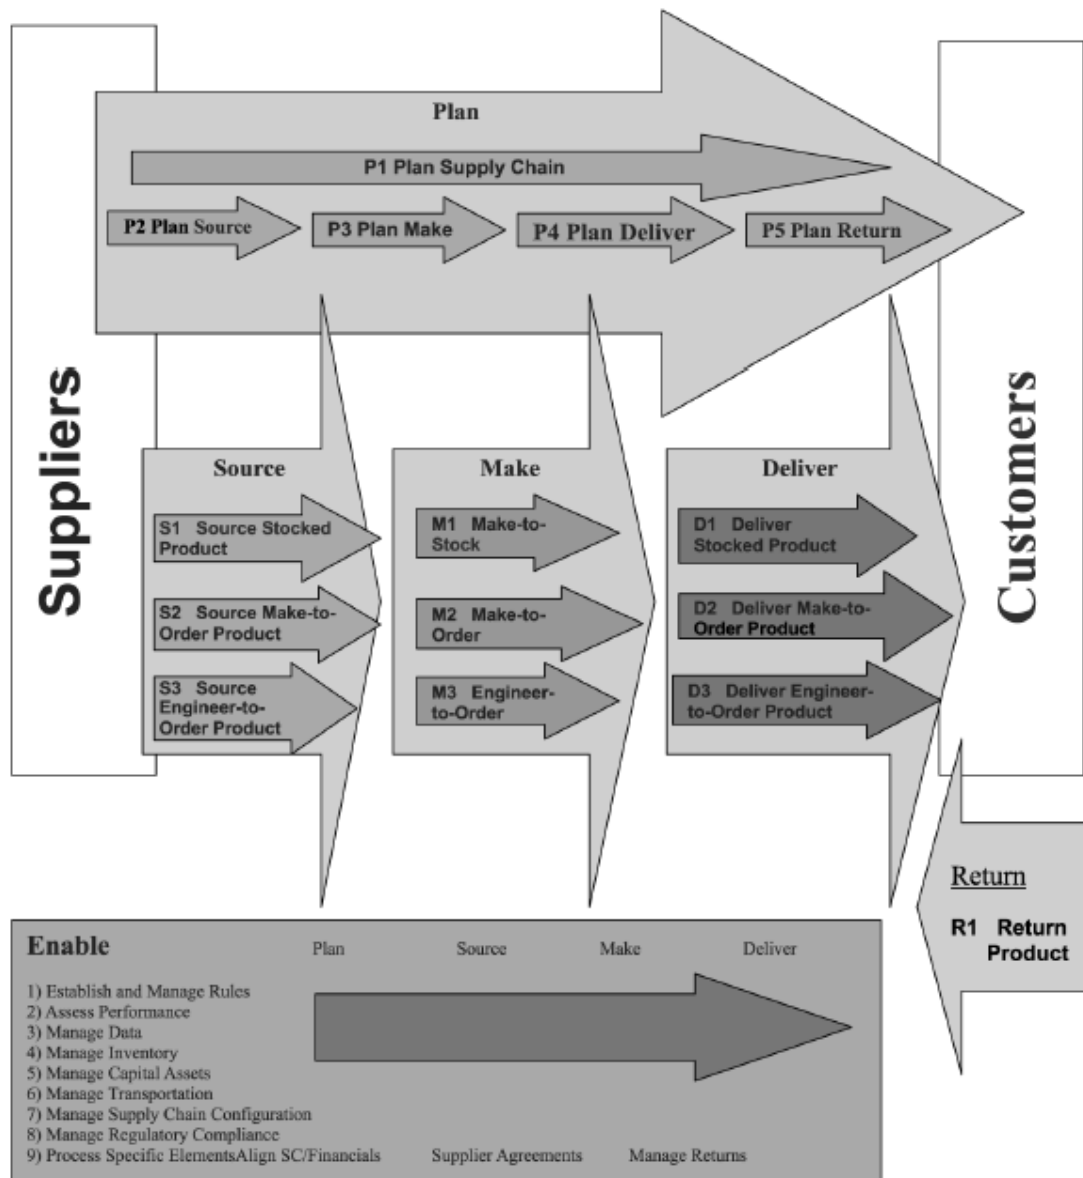 Suppliers
Customers
Plan
P1 Plan Supply Chain
P2 Plan Source
P3 Plan Make
P4 Plan Deliver
P5 Plan Return
Source
S1 Source Stocked
Product
S2 Source Make-to-
Order Product
S3 Source
Engineer-to-
Order Product
Make
M1 Make-to-
Stock
M2 Make-to-
Order
M3 Engineer-
to-Order
Deliver
D1 Deliver
Stocked Product
D2 Deliver Make-to-
Order Product
D3 Deliver Engineer-
to-Order Product
Return
R1 Return
Product
Enable
Plan
Source
Make
Deliver
1) Establish and Manage Rules
2) Assess Performance
3) Manage Data
4) Manage Inventory
5) Manage Capital Assets
6) Manage Transportation
7) Manage Supply Chain Configuration
8) Manage Regulatory Compliance
9) Process Specific ElementsAlign SC/Financials Supplier Agreements Manage Returns